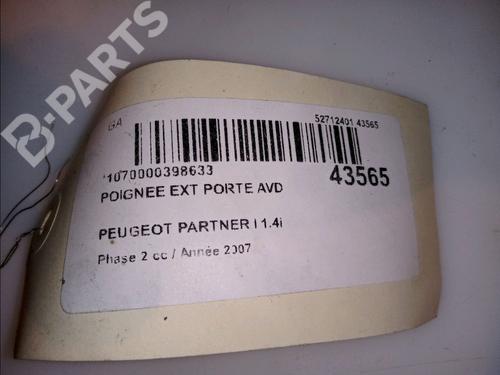 B-PARTS
GA
52712401 43565
*1070000398633
43565
POIGNEE EXT PORTE AVD
PEUGEOT PARTNER I 1.4i
Phase 2 cc / Année 2007